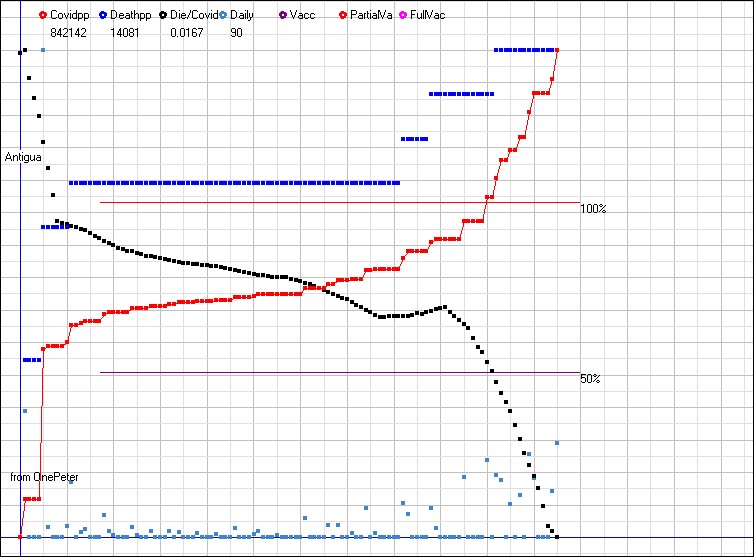 Covidpp Deathpp Die/Covid Daily Vacc PartialVa FullVac
842142 14081 0.0167 90
Antigua
100%
50%
from OnePeter